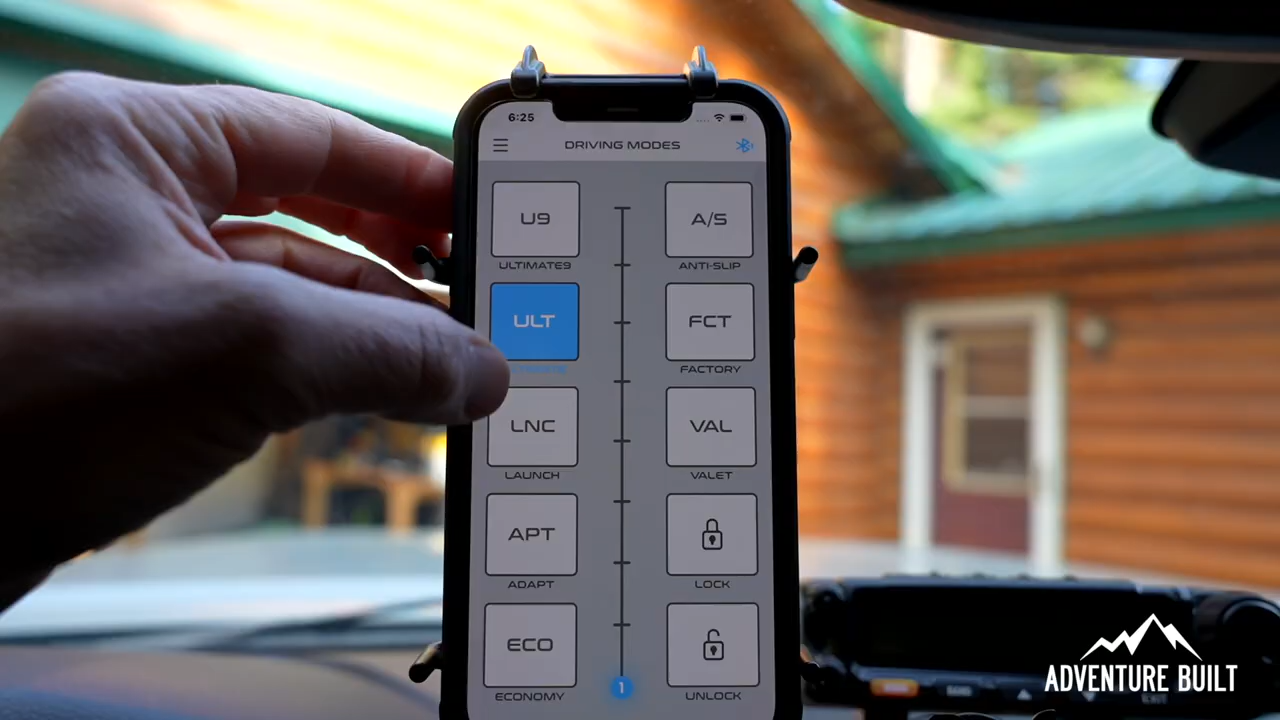 6:25
DRIVING MODES
U9
ULTIMATE9
A/S
ANTI-SLIP
ULT
FCT
FACTORY
LNC
LAUNCH
VAL
VALET
APT
ADAPT
LOCK
ECO
ECONOMY
UNLOCK
1
ADVENTURE BUILT